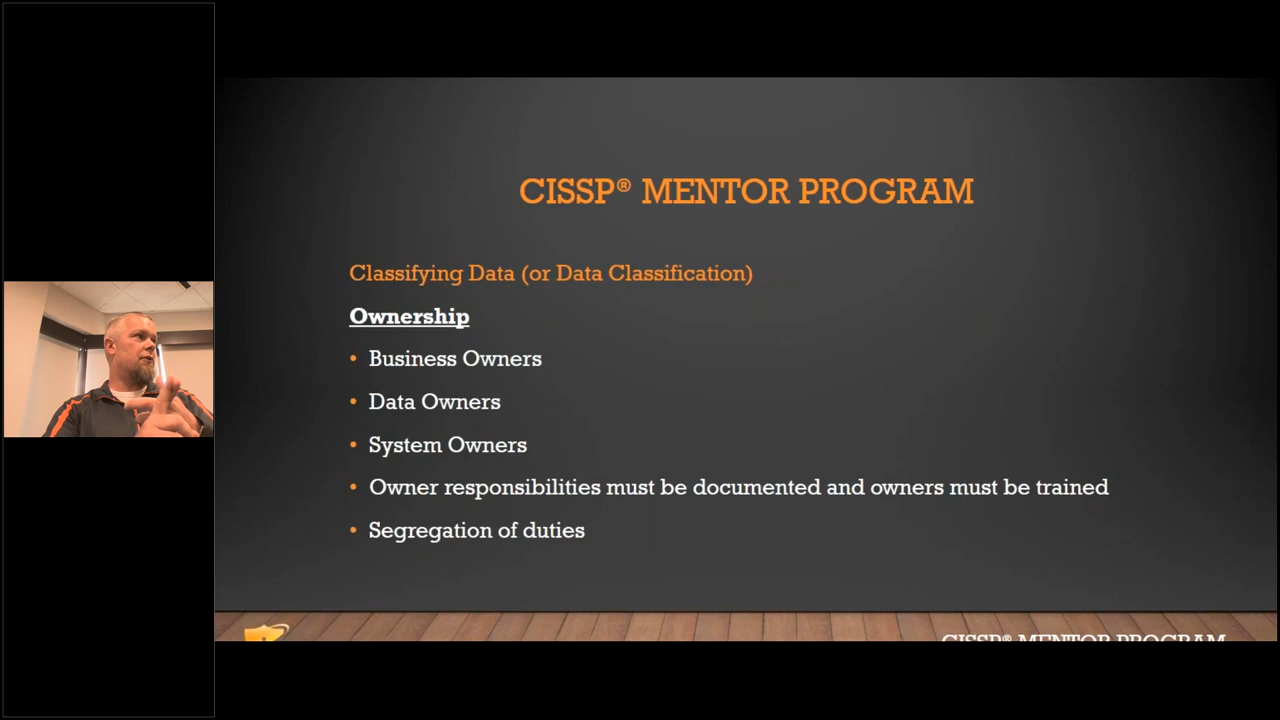 CISSP® MENTOR PROGRAM
Classifying Data (or Data Classification)
Ownership
• Business Owners
• Data Owners
• System Owners
• Owner responsibilities must be documented and owners must be trained
• Segregation of duties
CISSP® MENTOR PROGRAM